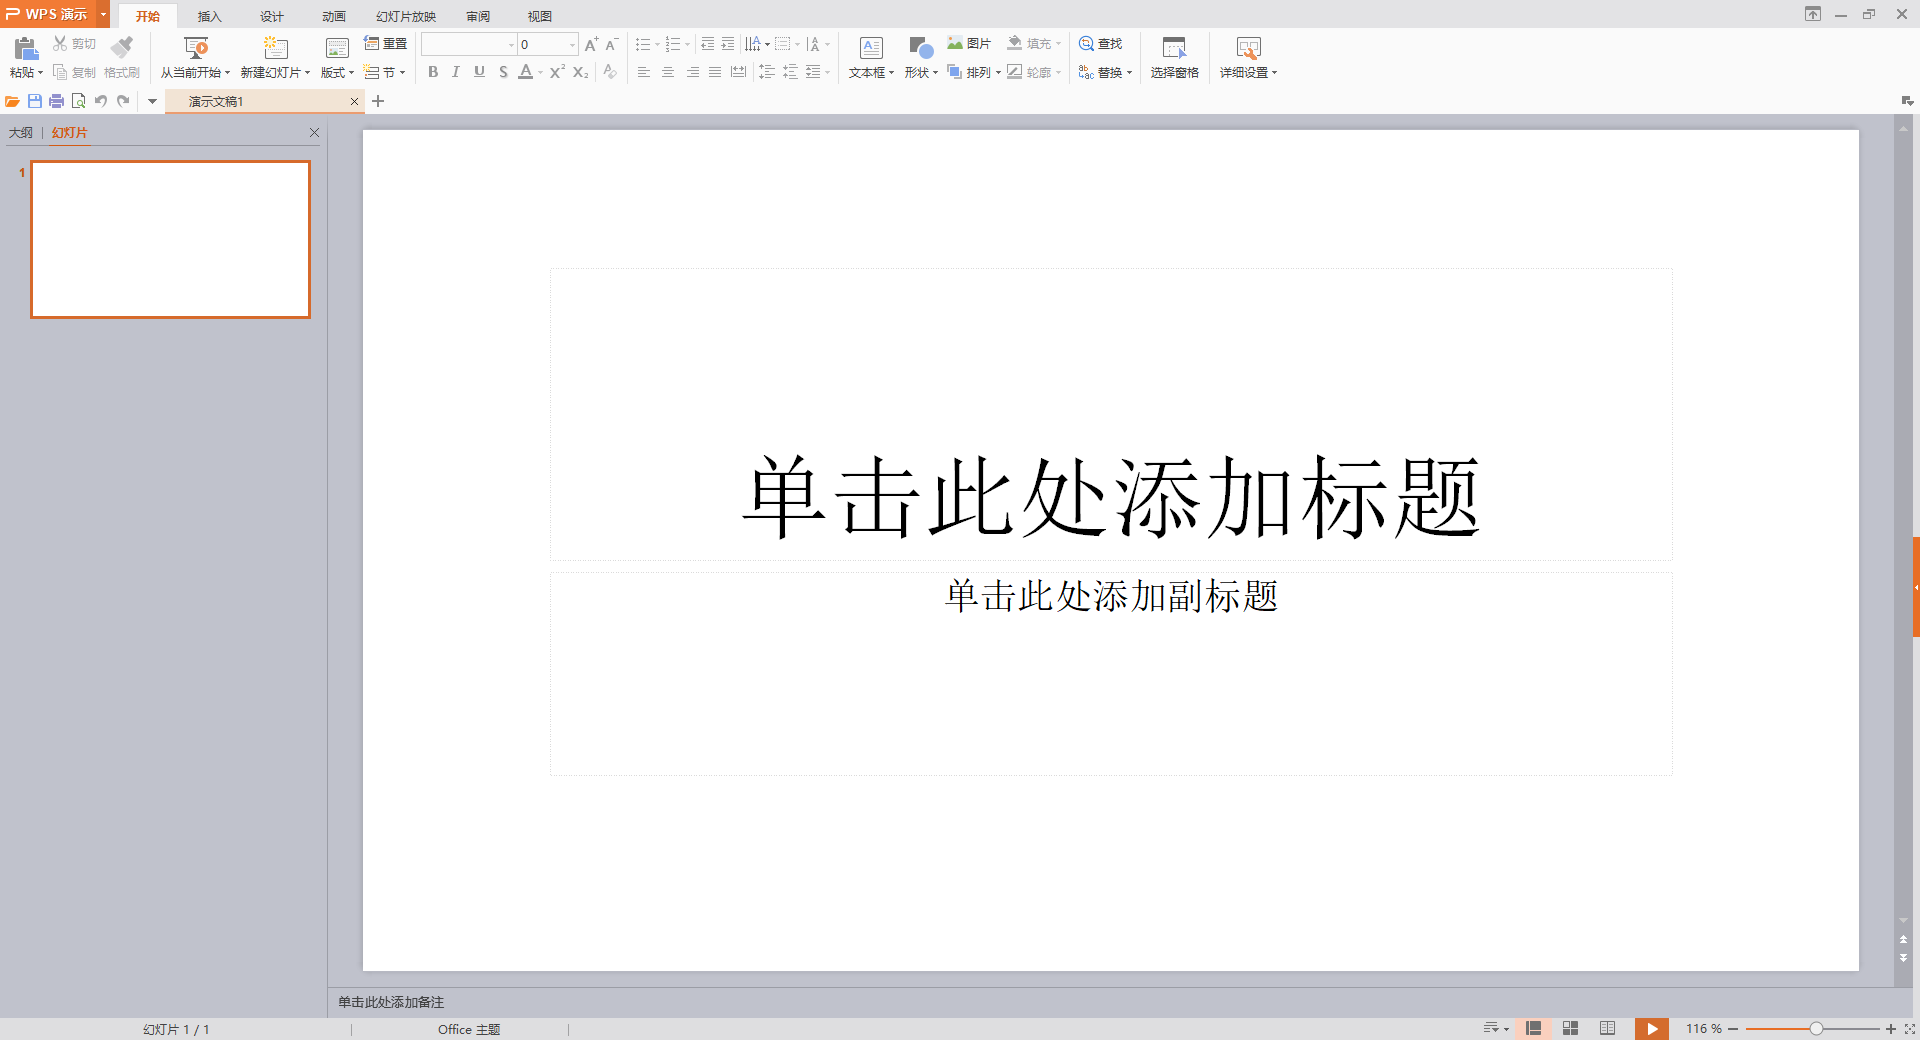 WPS 演示 开始 插入 设计 动画 幻灯片放映 审阅 视图
剪切 重置 0 A+ A- 图片 填充 查找
粘贴 复制 格式刷 从当前开始 新建幻灯片 版式 节 B I U S A X² X₂ 文本框 形状 排列 轮廓 替换 选择窗格 详细设置
演示文稿1
大纲 | 幻灯片
1
单击此处添加标题
单击此处添加副标题
单击此处添加备注
幻灯片 1 / 1 Office 主题 116 %